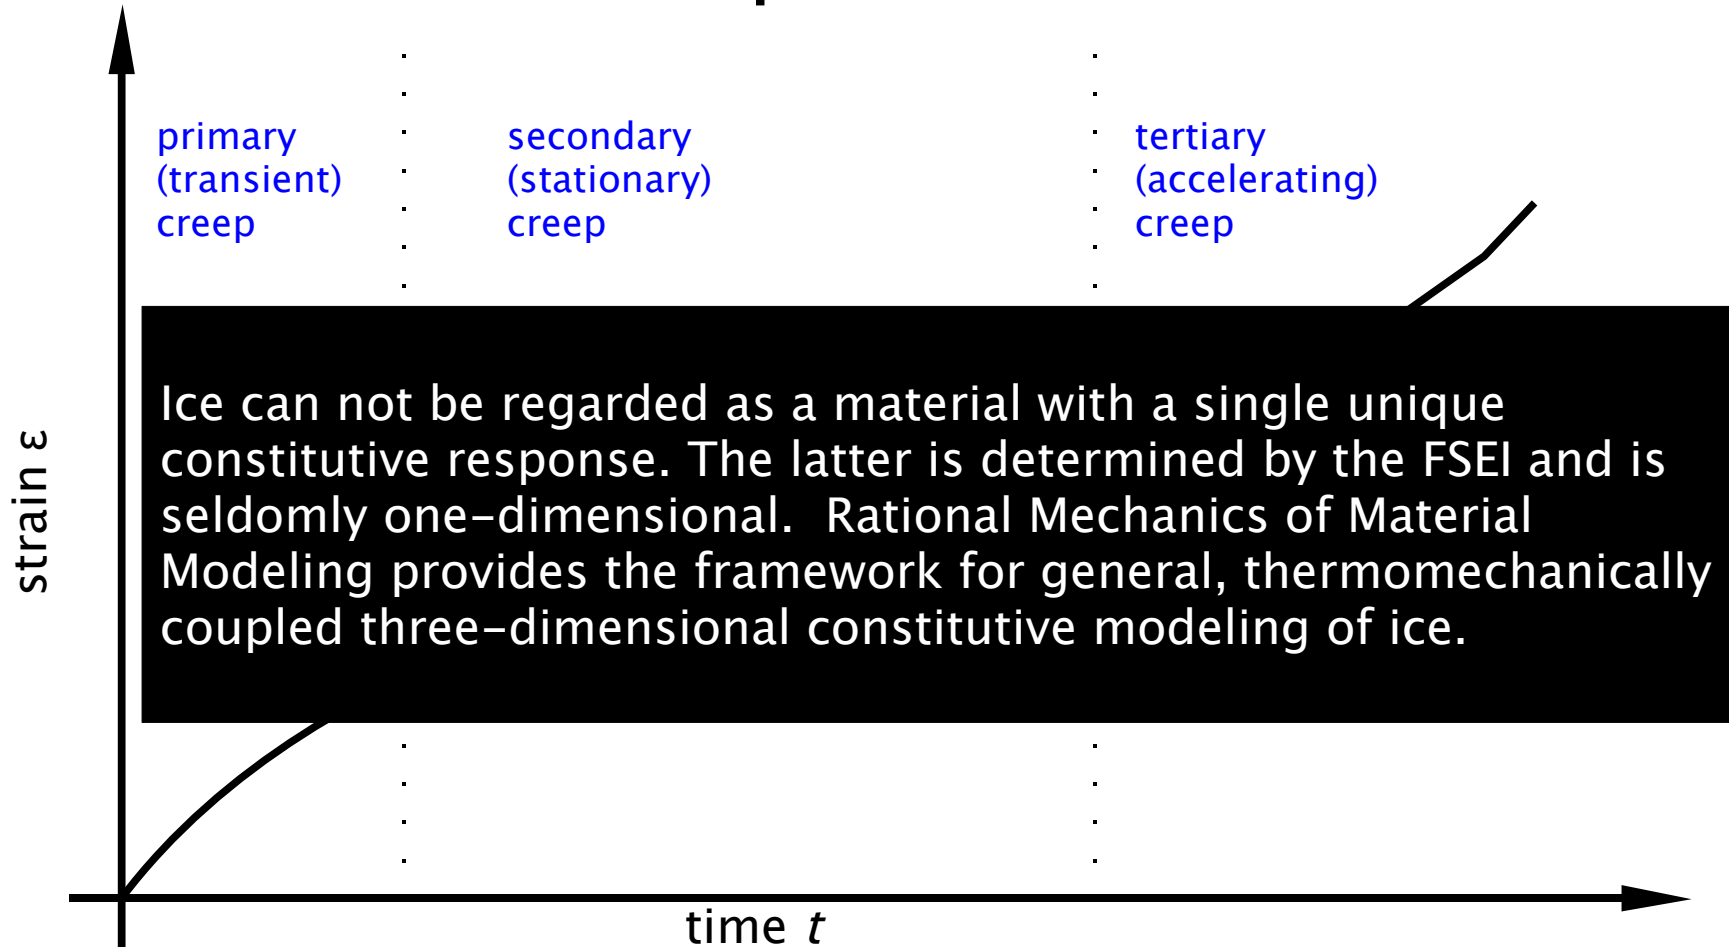 primary
(transient)
creep
secondary
(stationary)
creep
tertiary
(accelerating)
creep
Ice can not be regarded as a material with a single unique
constitutive response. The latter is determined by the FSEI and is
seldomly one-dimensional. Rational Mechanics of Material
Modeling provides the framework for general, thermomechanically
coupled three-dimensional constitutive modeling of ice.
strain ε
time t